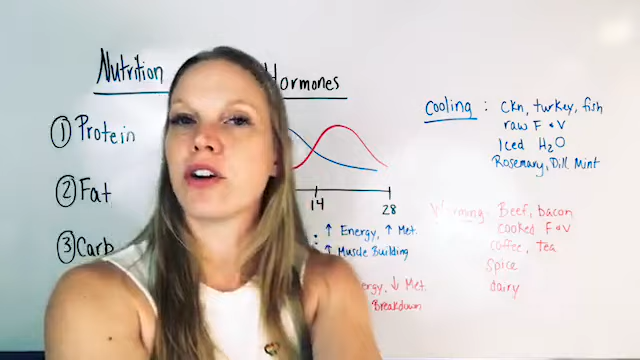 Nutrition
Hormones
① Protein
② Fat
③ Carb
14
28
: ↑ Energy, ↑ Met.
↑ Muscle Building
ergy, ↓ Met.
Breakdown
Cooling : Ckn, turkey, fish
raw F + V
Iced H2O
Rosemary, Dill Mint
Warming: Beef, bacon
cooked F + V
coffee, tea
Spice
dairy